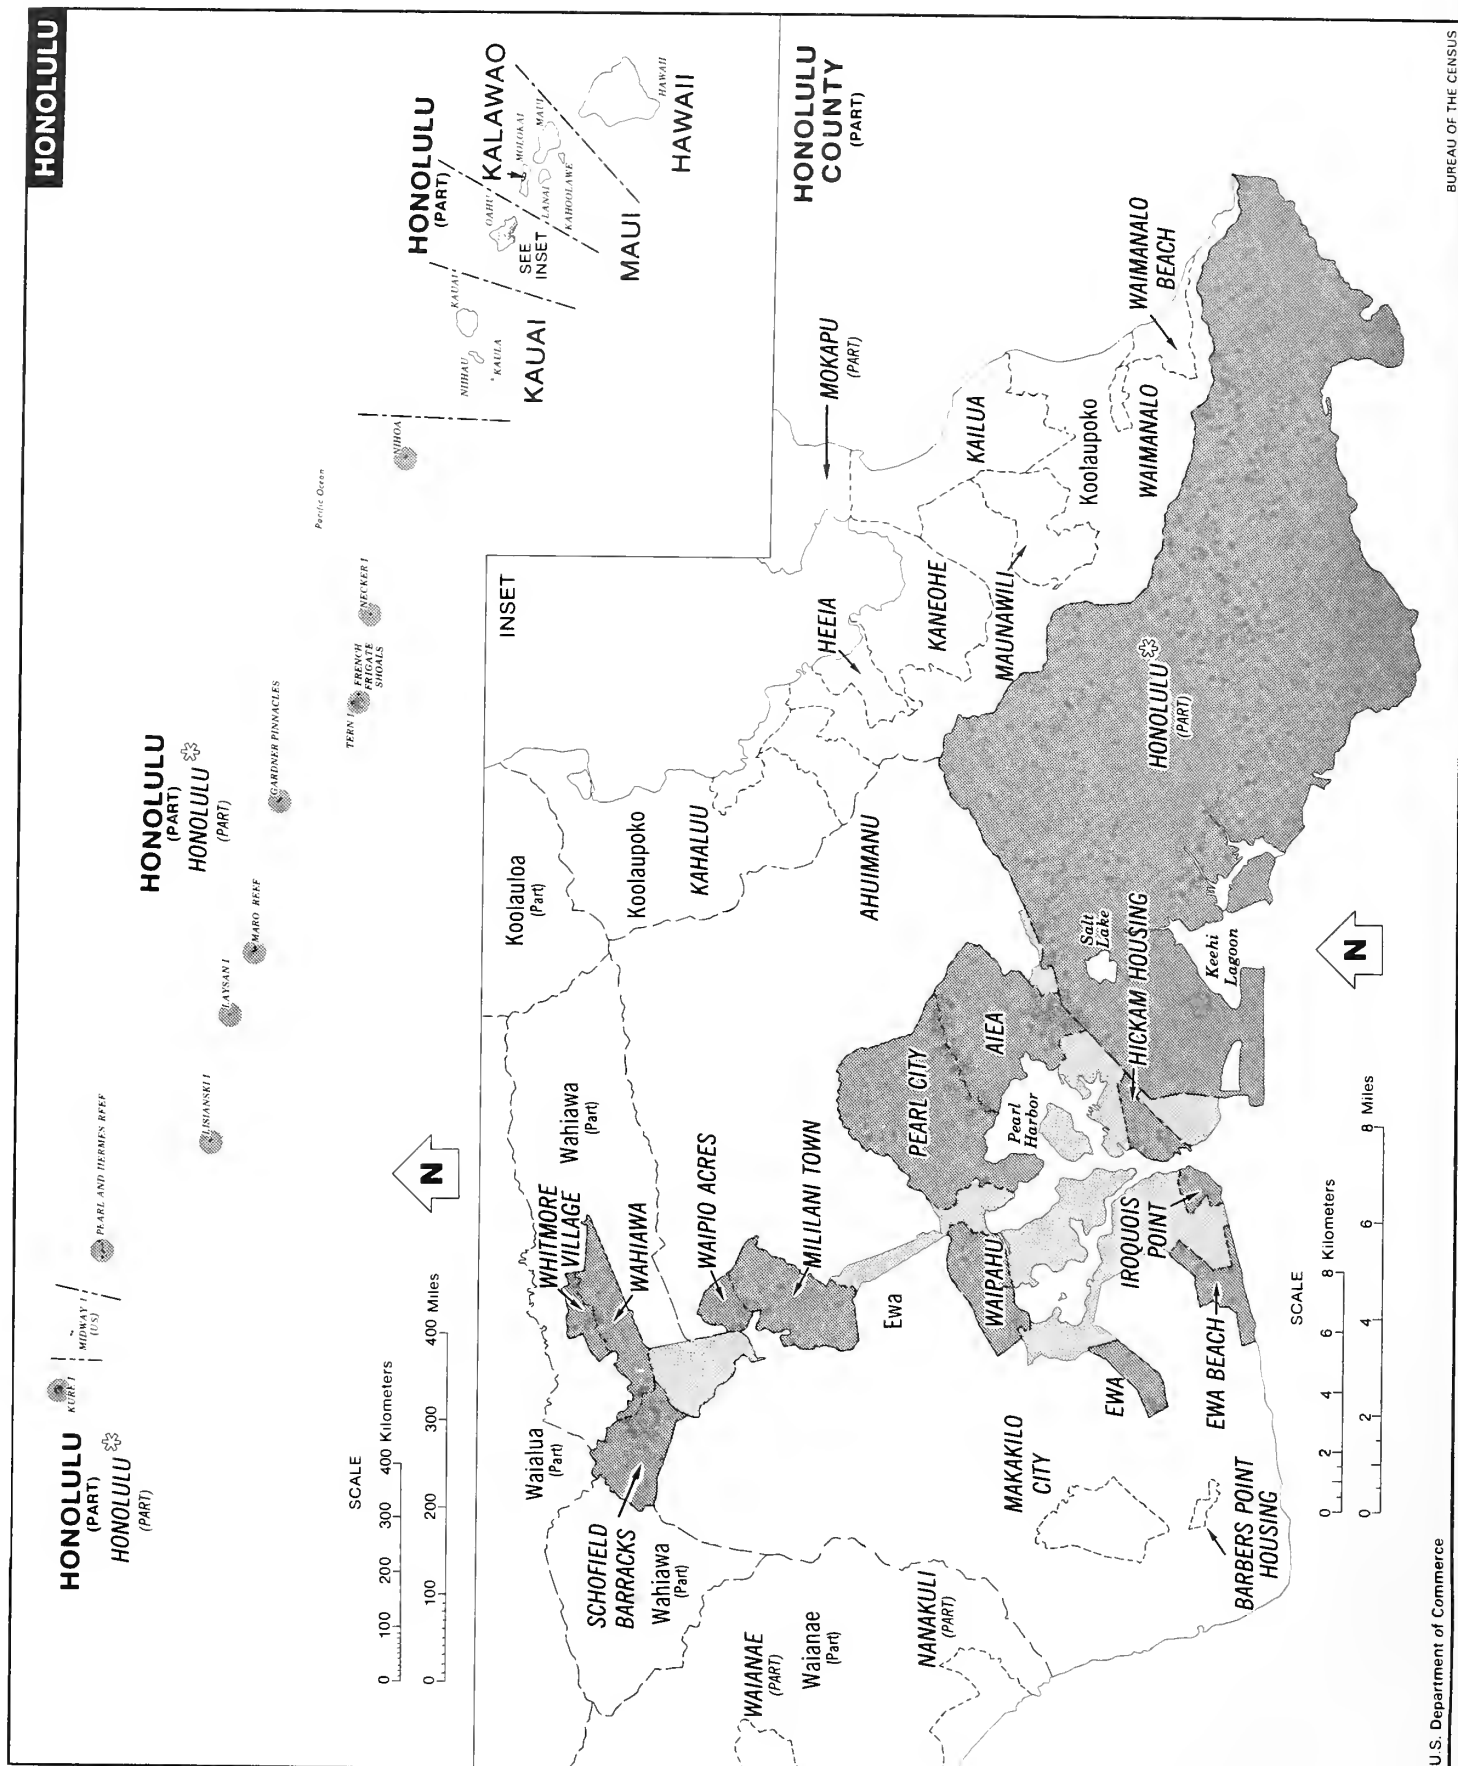 HONOLULU
HONOLULU
(PART)
HONOLULU
(PART)
KURE I
MIDWAY I
(US)
PEARL AND HERMES REEF
LISIANSKI I
LAYSAN I
MARO REEF
HONOLULU
(PART)
HONOLULU
(PART)
GARDNER PINNACLES
TERN I
FRENCH
FRIGATE
SHOALS
NECKER I
Pacific Ocean
NIHOA
NIIHAU
KAULA
KAUAI
KAUAI
HONOLULU
(PART)
OAHU
SEE
INSET
KALAWAO
MOLOKAI
LANAI
MAUI
KAHOOLAWE
MAUI
HAWAII
HAWAII
SCALE
0 100 200 300 400 Kilometers
0 100 200 300 400 Miles
N
INSET
HONOLULU
COUNTY
(PART)
Koolauloa
(Part)
Waialua
(Part)
Wahiawa
(Part)
WHITMORE
VILLAGE
WAHIAWA
SCHOFIELD
BARRACKS
Wahiawa
(Part)
Koolaupoko
KAHALUU
WAIPIO ACRES
MILILANI TOWN
WAIANAE
(PART)
Waianae
(Part)
HEEIA
MOKAPU
(PART)
AHUIMANU
Ewa
PEARL CITY
NANAKULI
(PART)
KANEOHE
KAILUA
MAUNAWILI
AIEA
Pearl
Harbor
WAIPAHU
MAKAKILO
CITY
Koolaupoko
Salt
Lake
EWA
WAIMANALO
WAIMANALO
BEACH
HONOLULU
(PART)
HICKAM HOUSING
IROQUOIS
POINT
Keehi
Lagoon
EWA BEACH
BARBERS POINT
HOUSING
N
SCALE
0 2 4 6 8 Kilometers
0 2 4 6 8 Miles
U.S. Department of Commerce
BUREAU OF THE CENSUS